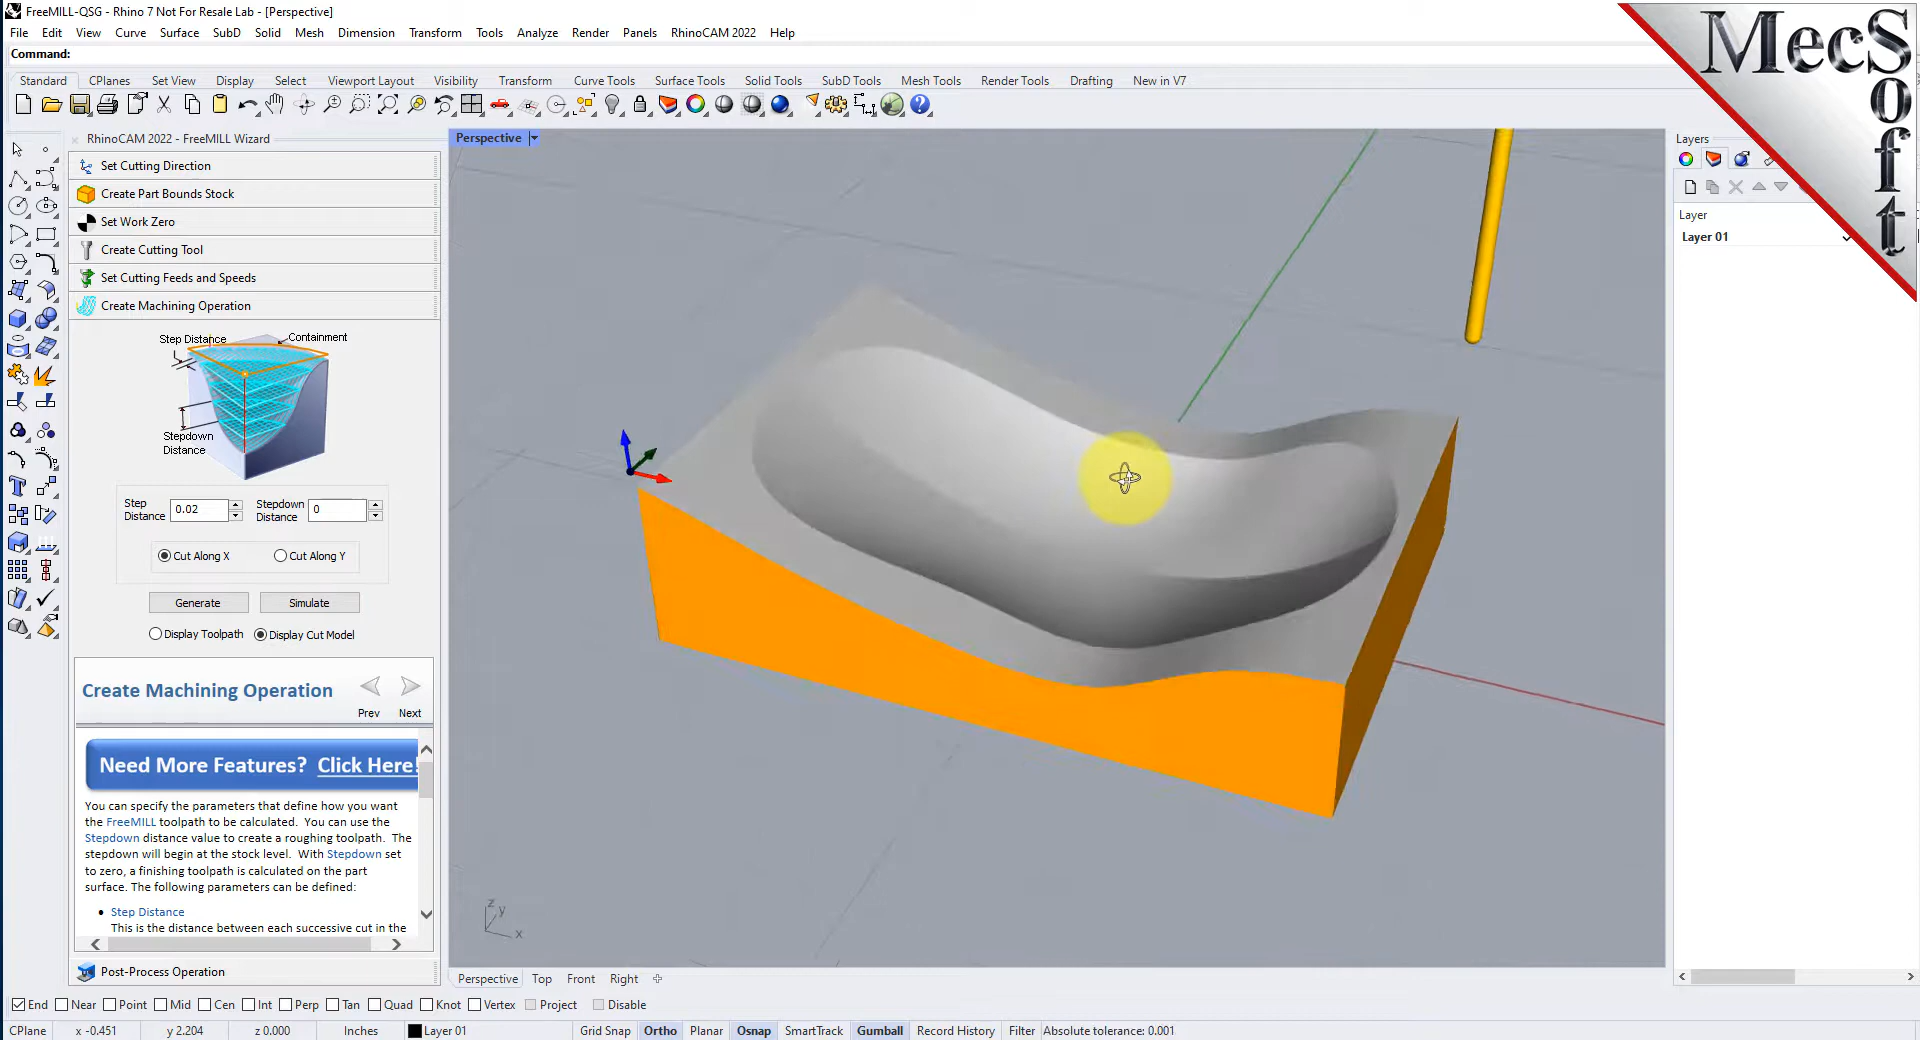 FreeMILL-QSG - Rhino 7 Not For Resale Lab - [Perspective]
File Edit View Curve Surface SubD Solid Mesh Dimension Transform Tools Analyze Render Panels RhinoCAM 2022 Help
Command:
Standard CPlanes Set View Display Select Viewport Layout Visibility Transform Curve Tools Surface Tools Solid Tools SubD Tools Mesh Tools Render Tools Drafting New in V7
MecSoft
RhinoCAM 2022 - FreeMILL Wizard
Set Cutting Direction
Create Part Bounds Stock
Set Work Zero
Create Cutting Tool
Set Cutting Feeds and Speeds
Create Machining Operation
Step Distance
Containment
Stepdown
Distance
Step
Distance
0.02
Stepdown
Distance
0
Cut Along X
Cut Along Y
Generate
Simulate
Display Toolpath
Display Cut Model
Create Machining Operation
Prev
Next
Need More Features? Click Here!
You can specify the parameters that define how you want
the FreeMILL toolpath to be calculated. You can use the
Stepdown distance value to create a roughing toolpath. The
stepdown will begin at the stock level. With Stepdown set
to zero, a finishing toolpath is calculated on the part
surface. The following parameters can be defined:
• Step Distance
This is the distance between each successive cut in the
Post-Process Operation
Perspective
z
y
x
Perspective Top Front Right
Layers
Layer
Layer 01
End Near Point Mid Cen Int Perp Tan Quad Knot Vertex Project Disable
CPlane x -0.451 y 2.204 z 0.000 Inches Layer 01 Grid Snap Ortho Planar Osnap SmartTrack Gumball Record History Filter Absolute tolerance: 0.001